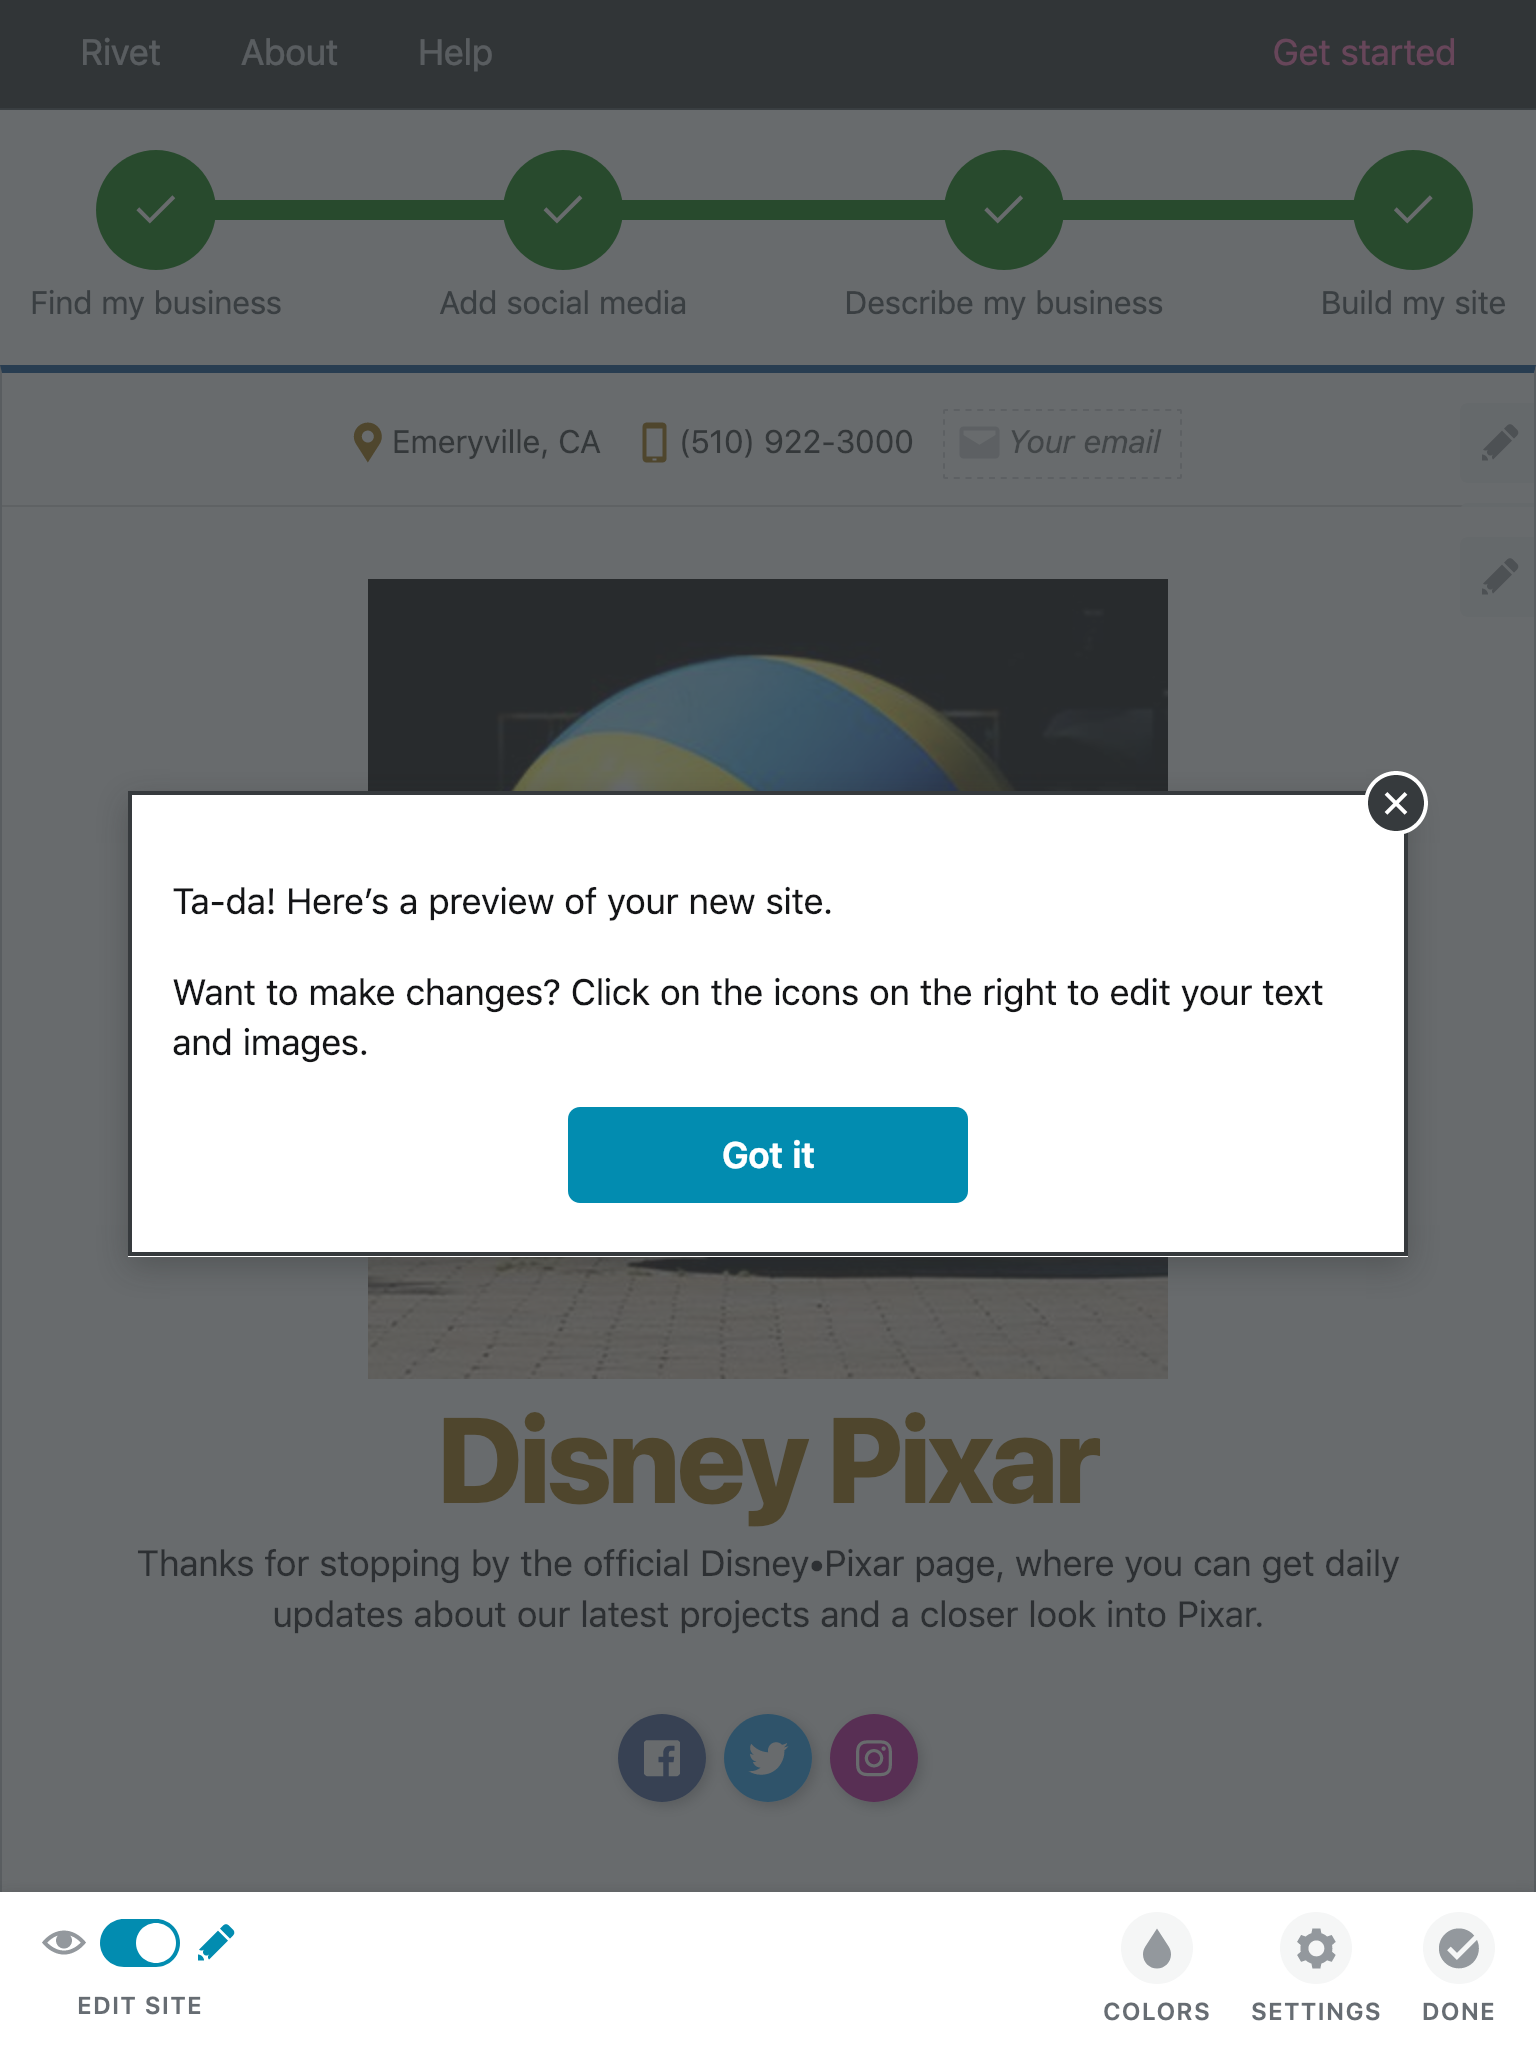 Rivet About Help Get started
Find my business Add social media Describe my business Build my site
Emeryville, CA (510) 922-3000 Your email
Ta-da! Here’s a preview of your new site.
Want to make changes? Click on the icons on the right to edit your text
and images.
Got it
Disney Pixar
Thanks for stopping by the official Disney•Pixar page, where you can get daily
updates about our latest projects and a closer look into Pixar.
EDIT SITE COLORS SETTINGS DONE